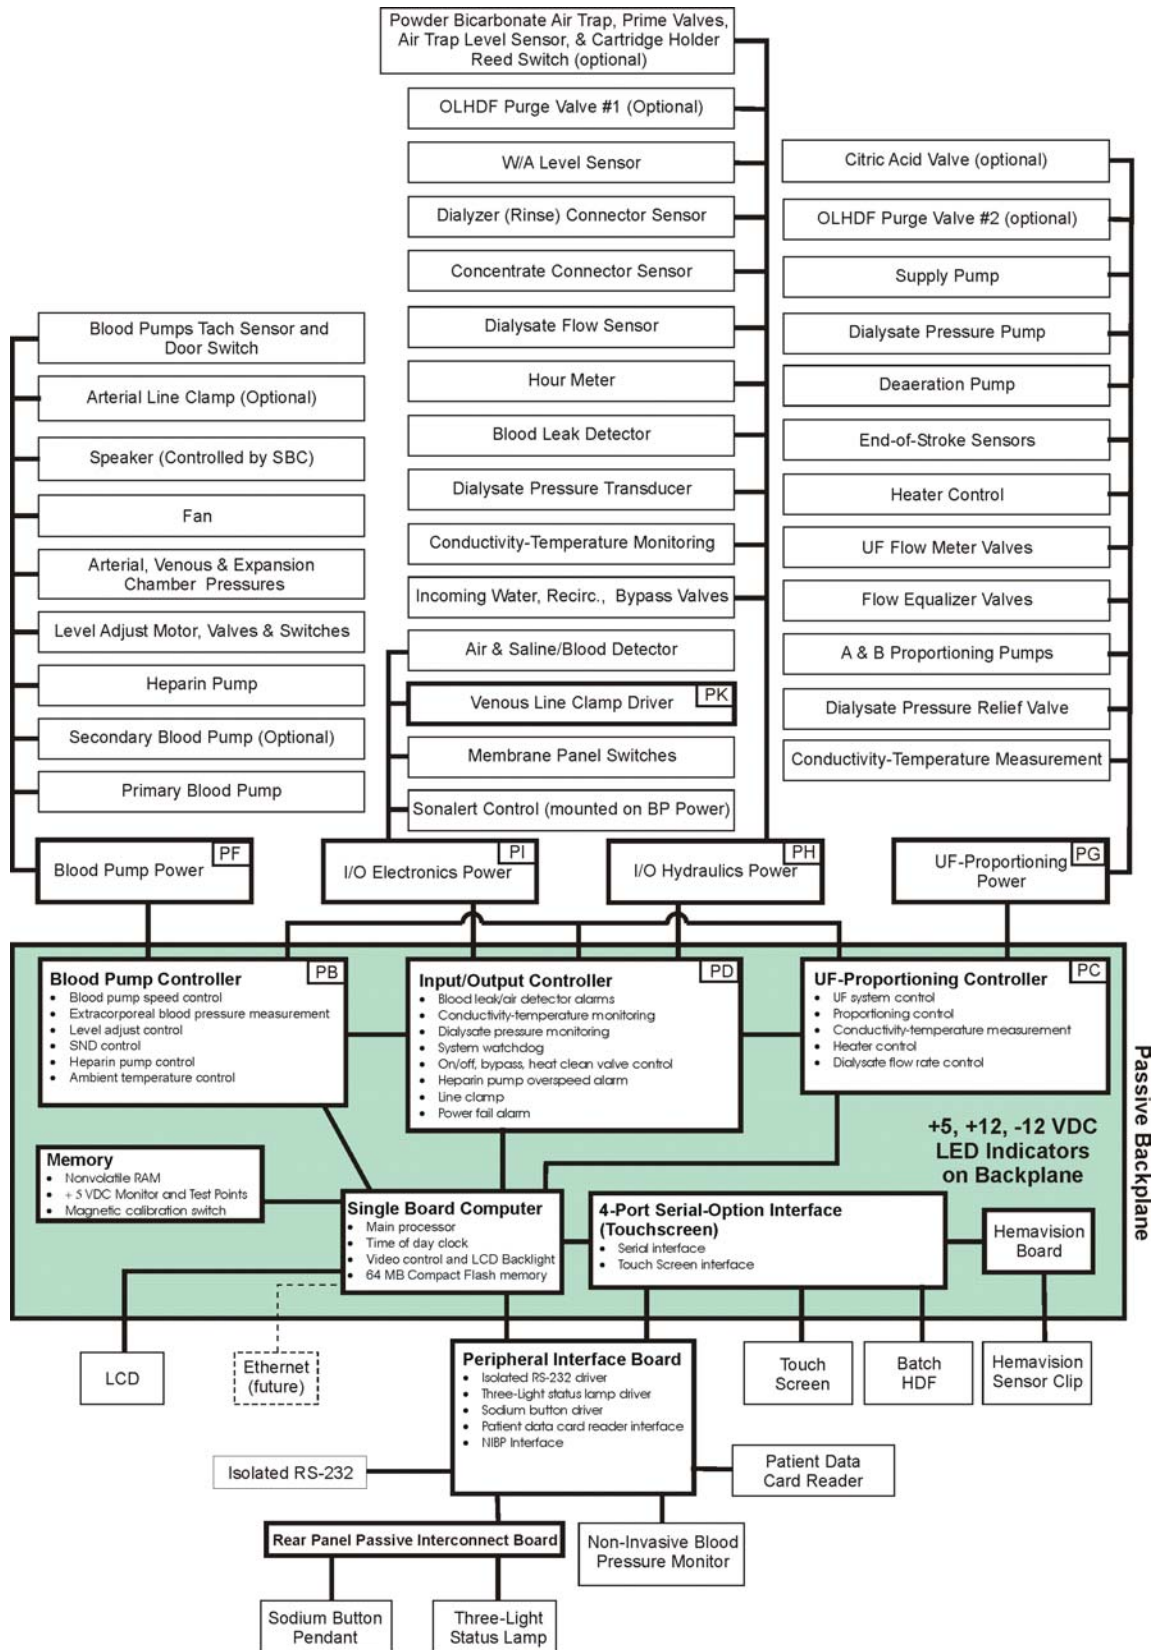 Powder Bicarbonate Air Trap, Prime Valves,
Air Trap Level Sensor, & Cartridge Holder
Reed Switch (optional)
OLHDF Purge Valve #1 (Optional)
W/A Level Sensor
Dialyzer (Rinse) Connector Sensor
Concentrate Connector Sensor
Dialysate Flow Sensor
Hour Meter
Blood Leak Detector
Dialysate Pressure Transducer
Conductivity-Temperature Monitoring
Incoming Water, Recirc., Bypass Valves
Air & Saline/Blood Detector
Venous Line Clamp Driver
PK
Membrane Panel Switches
Sonalert Control (mounted on BP Power)
Citric Acid Valve (optional)
OLHDF Purge Valve #2 (optional)
Supply Pump
Dialysate Pressure Pump
Deaeration Pump
End-of-Stroke Sensors
Heater Control
UF Flow Meter Valves
Flow Equalizer Valves
A & B Proportioning Pumps
Dialysate Pressure Relief Valve
Conductivity-Temperature Measurement
Blood Pumps Tach Sensor and
Door Switch
Arterial Line Clamp (Optional)
Speaker (Controlled by SBC)
Fan
Arterial, Venous & Expansion
Chamber Pressures
Level Adjust Motor, Valves & Switches
Heparin Pump
Secondary Blood Pump (Optional)
Primary Blood Pump
Blood Pump Power
PF
I/O Electronics Power
PI
I/O Hydraulics Power
PH
UF-Proportioning
Power
PG
Blood Pump Controller
PB
• Blood pump speed control
• Extracorporeal blood pressure measurement
• Level adjust control
• SND control
• Heparin pump control
• Ambient temperature control
Input/Output Controller
PD
• Blood leak/air detector alarms
• Conductivity-temperature monitoring
• Dialysate pressure monitoring
• System watchdog
• On/off, bypass, heat clean valve control
• Heparin pump overspeed alarm
• Line clamp
• Power fail alarm
UF-Proportioning Controller
PC
• UF system control
• Proportioning control
• Conductivity-temperature measurement
• Heater control
• Dialysate flow rate control
Passive Backplane
+5, +12, -12 VDC
LED Indicators
on Backplane
Memory
• Nonvolatile RAM
• + 5 VDC Monitor and Test Points
• Magnetic calibration switch
Single Board Computer
• Main processor
• Time of day clock
• Video control and LCD Backlight
• 64 MB Compact Flash memory
4-Port Serial-Option Interface
(Touchscreen)
• Serial interface
• Touch Screen interface
Hemavision
Board
LCD
Ethernet
(future)
Peripheral Interface Board
• Isolated RS-232 driver
• Three-Light status lamp driver
• Sodium button driver
• Patient data card reader interface
• NIBP Interface
Touch
Screen
Batch
HDF
Hemavision
Sensor Clip
Isolated RS-232
Patient Data
Card Reader
Rear Panel Passive Interconnect Board
Non-Invasive Blood
Pressure Monitor
Sodium Button
Pendant
Three-Light
Status Lamp